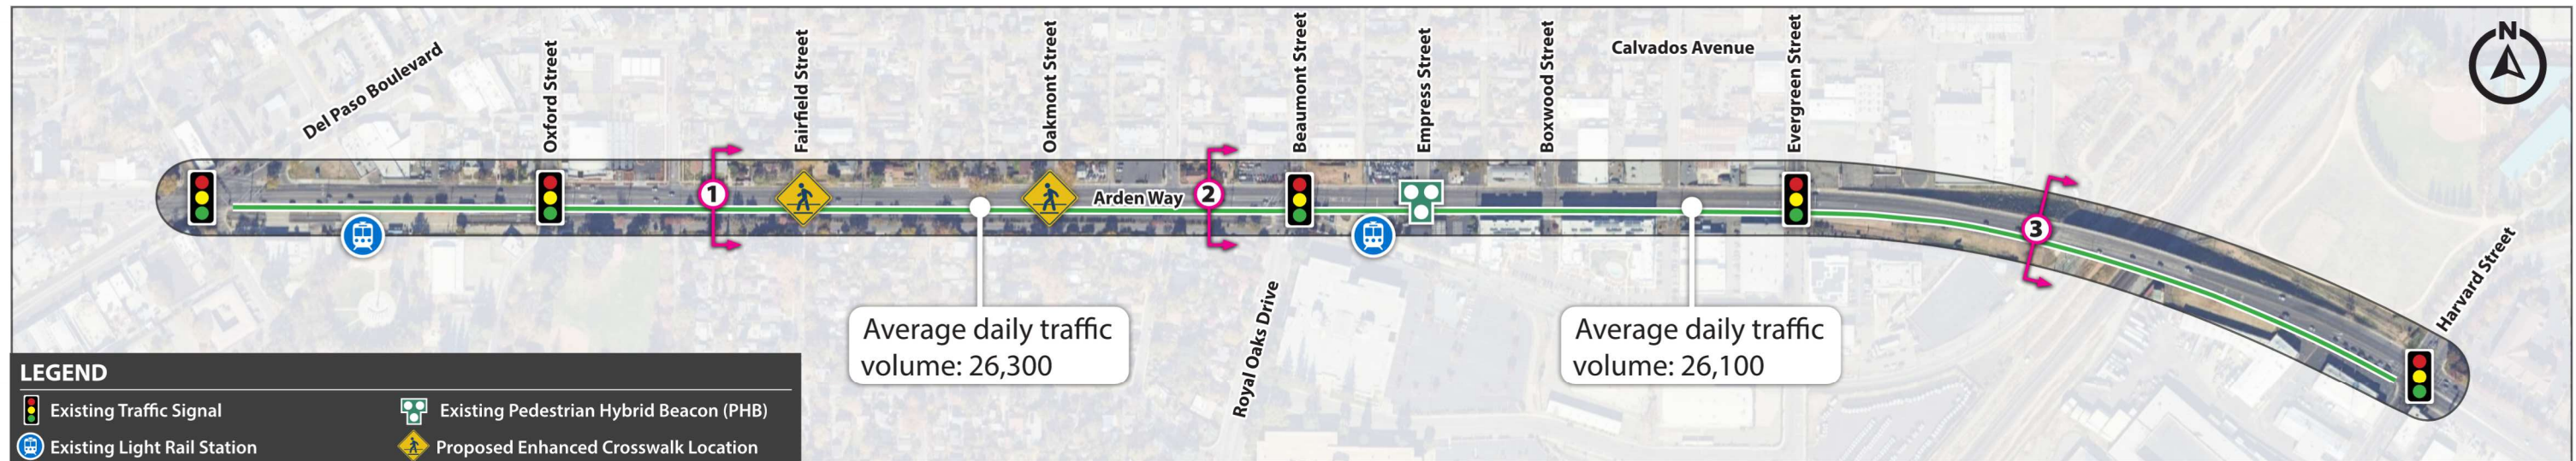 Del Paso Boulevard
Oxford Street
Fairfield Street
Oakmont Street
Beaumont Street
Empress Street
Boxwood Street
Calvados Avenue
Evergreen Street
N
1
Arden Way
2
3
Harvard Street
Royal Oaks Drive
Average daily traffic
volume: 26,300
Average daily traffic
volume: 26,100
LEGEND
Existing Traffic Signal
Existing Pedestrian Hybrid Beacon (PHB)
Existing Light Rail Station
Proposed Enhanced Crosswalk Location